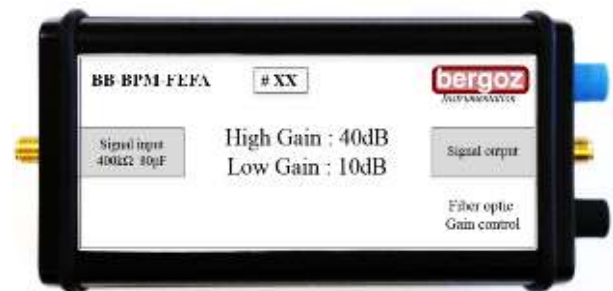 BB-BPM-FEFA
# XX
bergoz
Instrumentation
Signal input
400kΩ 80pF
High Gain : 40dB
Low Gain : 10dB
Signal output
Fiber optic
Gain control